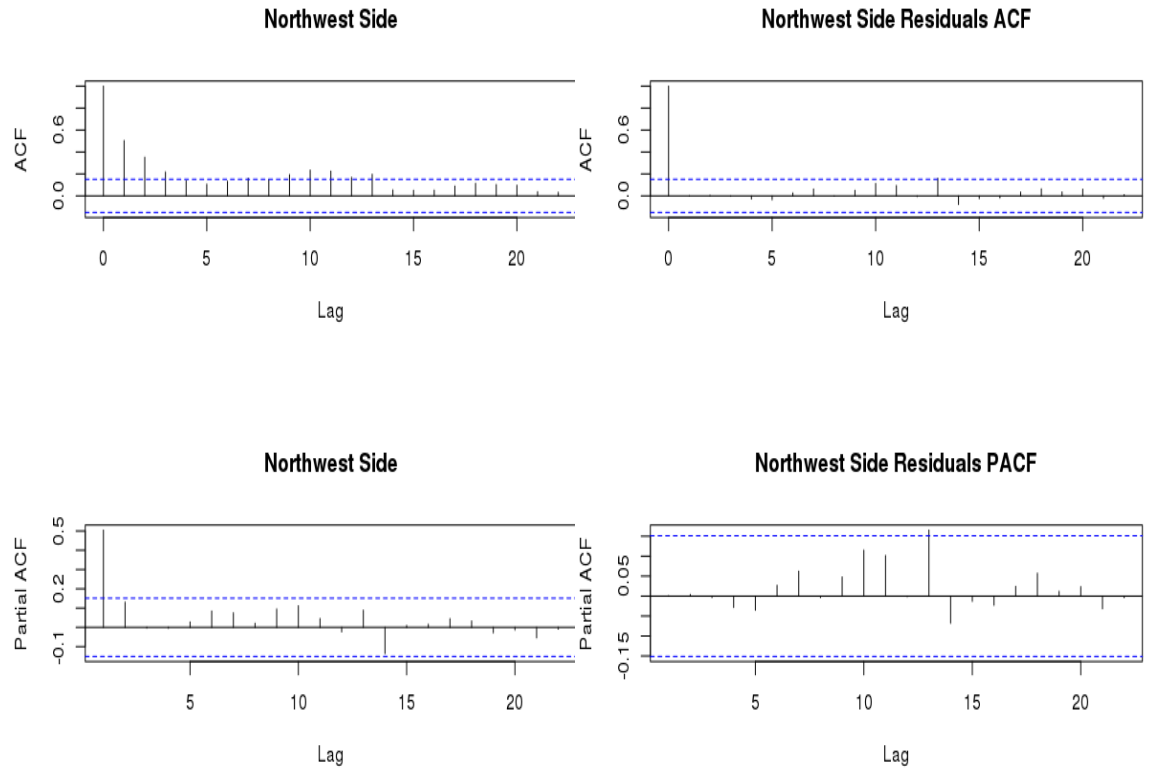 Northwest Side
ACF
0.0 0.6
0 5 10 15 20
Lag
Northwest Side Residuals ACF
ACF
0.0 0.6
0 5 10 15 20
Lag
Northwest Side
Partial ACF
-0.1 0.2 0.5
5 10 15 20
Lag
Northwest Side Residuals PACF
Partial ACF
-0.15 0.05
5 10 15 20
Lag